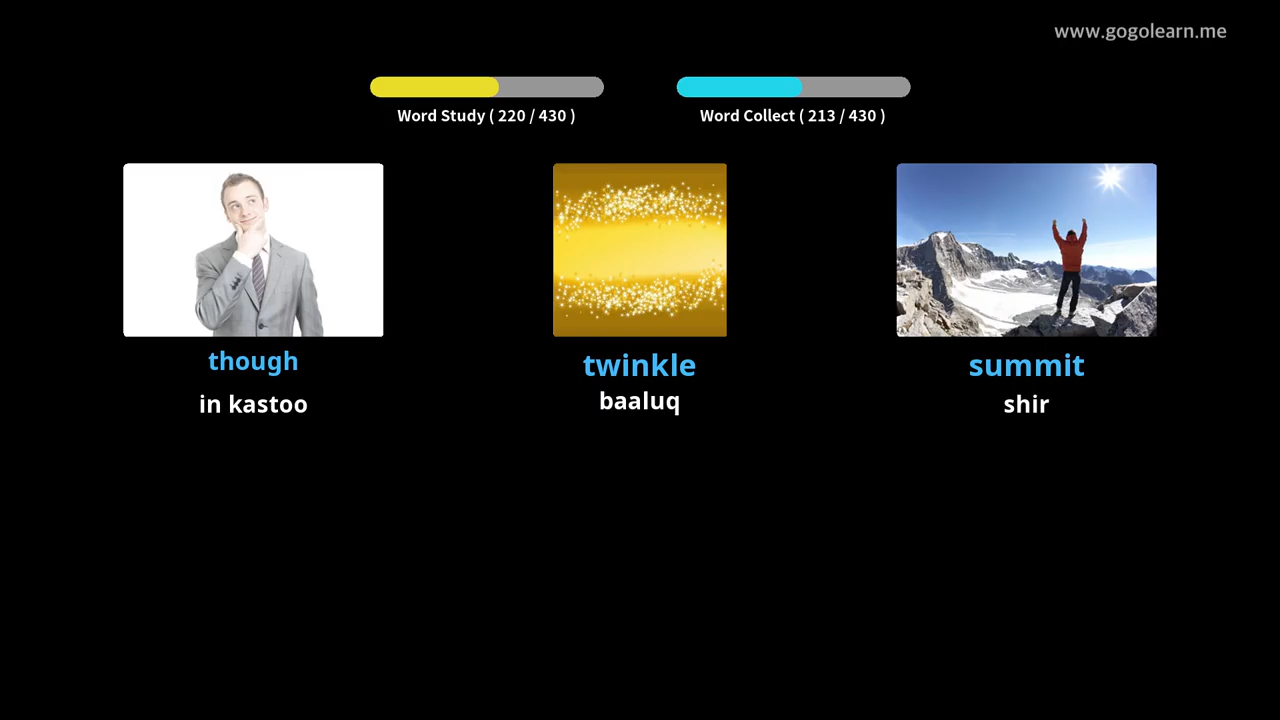 www.gogolearn.me
Word Study ( 220 / 430 )
Word Collect ( 213 / 430 )
though
in kastoo
twinkle
baaluq
summit
shir